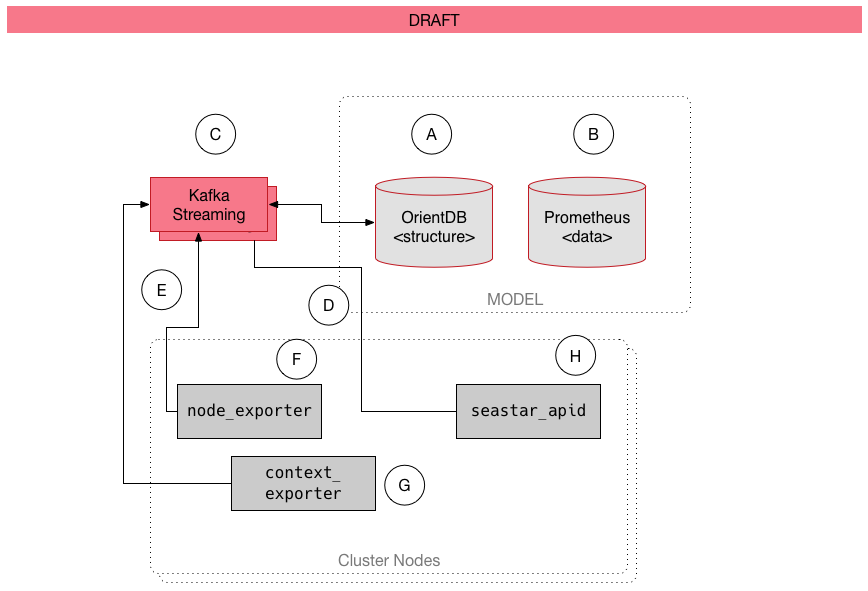 DRAFT
C
A
B
Kafka
Streaming
OrientDB
<structure>
Prometheus
<data>
E
D
MODEL
F
H
node_exporter
seastar_apid
context_
exporter
G
Cluster Nodes